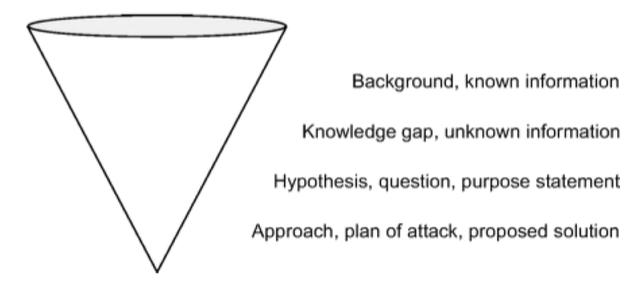 Background, known information
Knowledge gap, unknown information
Hypothesis, question, purpose statement
Approach, plan of attack, proposed solution